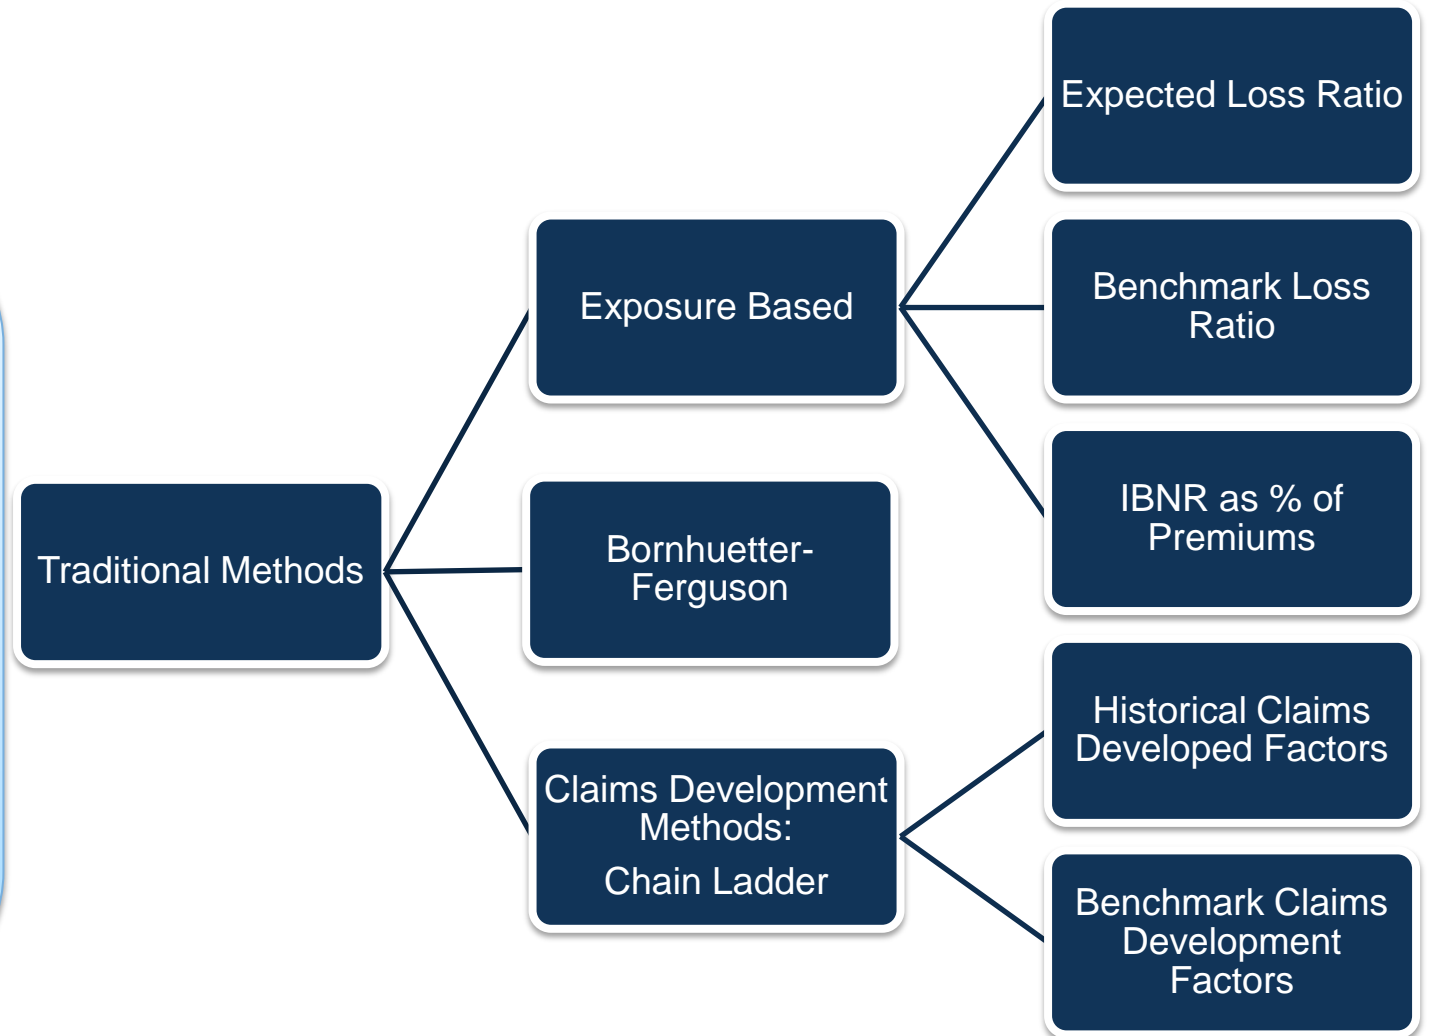 Traditional Methods
Exposure Based
Expected Loss Ratio
Benchmark Loss
Ratio
IBNR as % of
Premiums
Bornhuetter-
Ferguson
Claims Development
Methods:
Chain Ladder
Historical Claims
Developed Factors
Benchmark Claims
Development
Factors